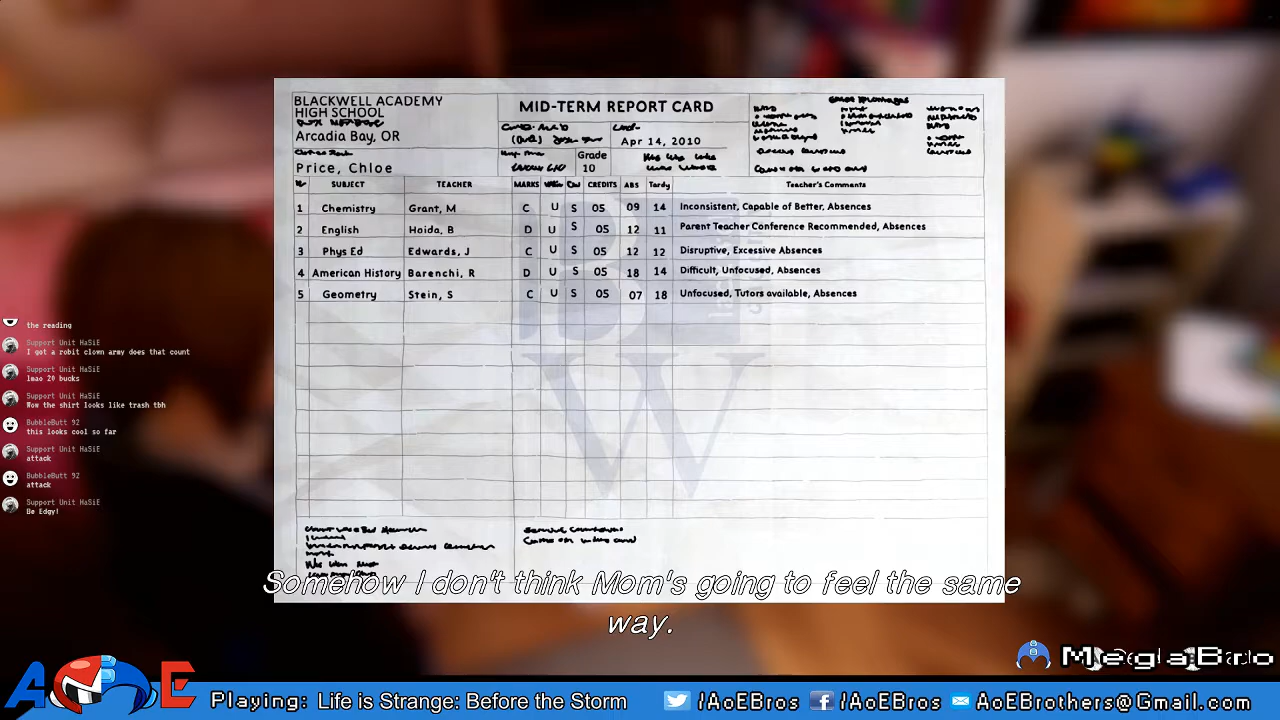 BLACKWELL ACADEMY
HIGH SCHOOL
Arcadia Bay, OR
MID-TERM REPORT CARD
Apr 14, 2010
Price, Chloe
Grade
10
SUBJECT TEACHER MARKS CREDITS ABS Tardy Teacher's Comments
1 Chemistry Grant, M C U S 05 09 14 Inconsistent, Capable of Better, Absences
2 English Hoida, B D U S 05 12 11 Parent Teacher Conference Recommended, Absences
3 Phys Ed Edwards, J C U S 05 12 12 Disruptive, Excessive Absences
4 American History Barenchi, R D U S 05 18 14 Difficult, Unfocused, Absences
5 Geometry Stein, S C U S 05 07 18 Unfocused, Tutors available, Absences
the reading
Support Unit HaSiE
I got a robit clown army does that count
Support Unit HaSiE
lmao 20 bucks
Support Unit HaSiE
Wow the shirt looks like trash tbh
BubbleButt 92
this looks cool so far
Support Unit HaSiE
attack
BubbleButt 92
attack
Support Unit HaSiE
Be Edgy!
Somehow I don't think Mom's going to feel the same
way.
MegaBro
AOE
Playing: Life is Strange: Before the Storm /AoEBros /AoEBros AoEBrothers@Gmail.com